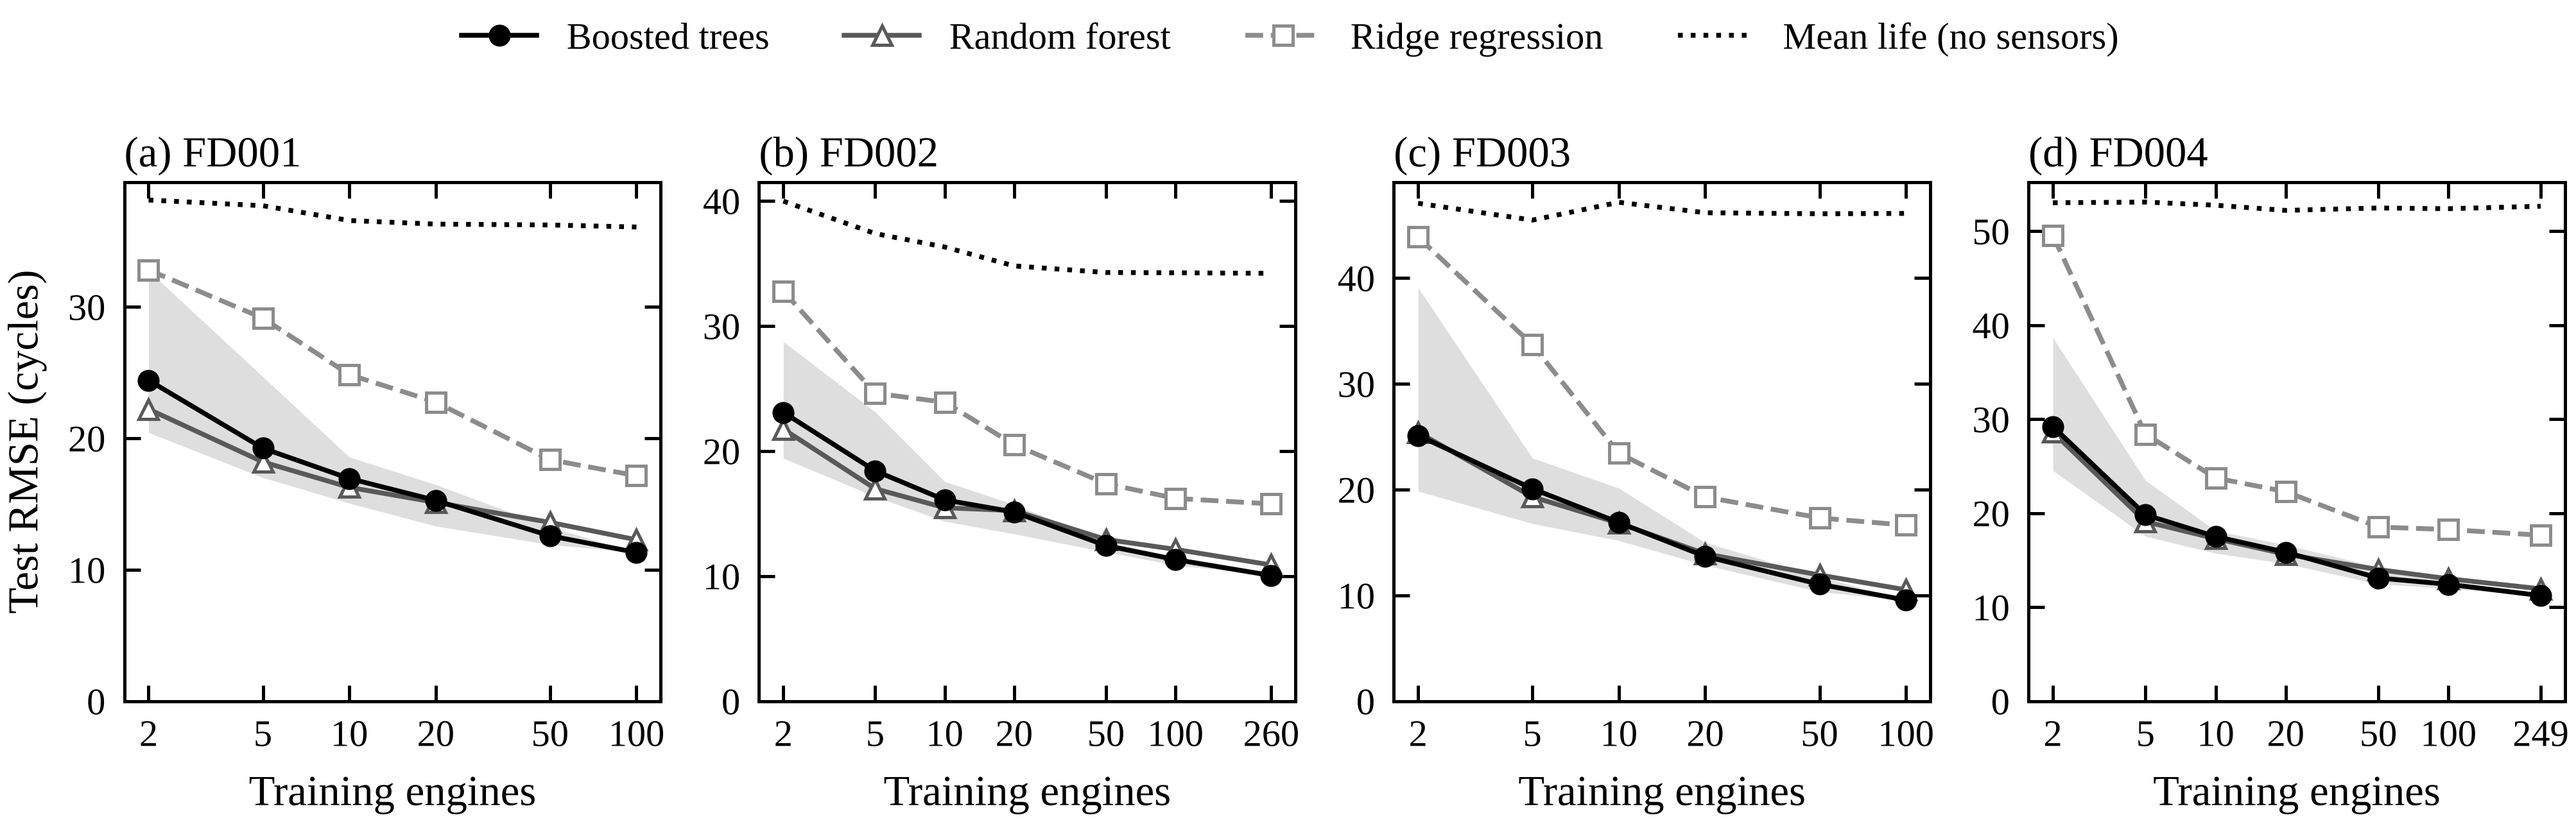 Boosted trees Random forest Ridge regression Mean life (no sensors)
(a) FD001
(b) FD002
(c) FD003
(d) FD004
Test RMSE (cycles)
30
20
10
0
2 5 10 20 50 100
Training engines
40
30
20
10
0
2 5 10 20 50 100 260
Training engines
40
30
20
10
0
2 5 10 20 50 100
Training engines
50
40
30
20
10
0
2 5 10 20 50 100 249
Training engines